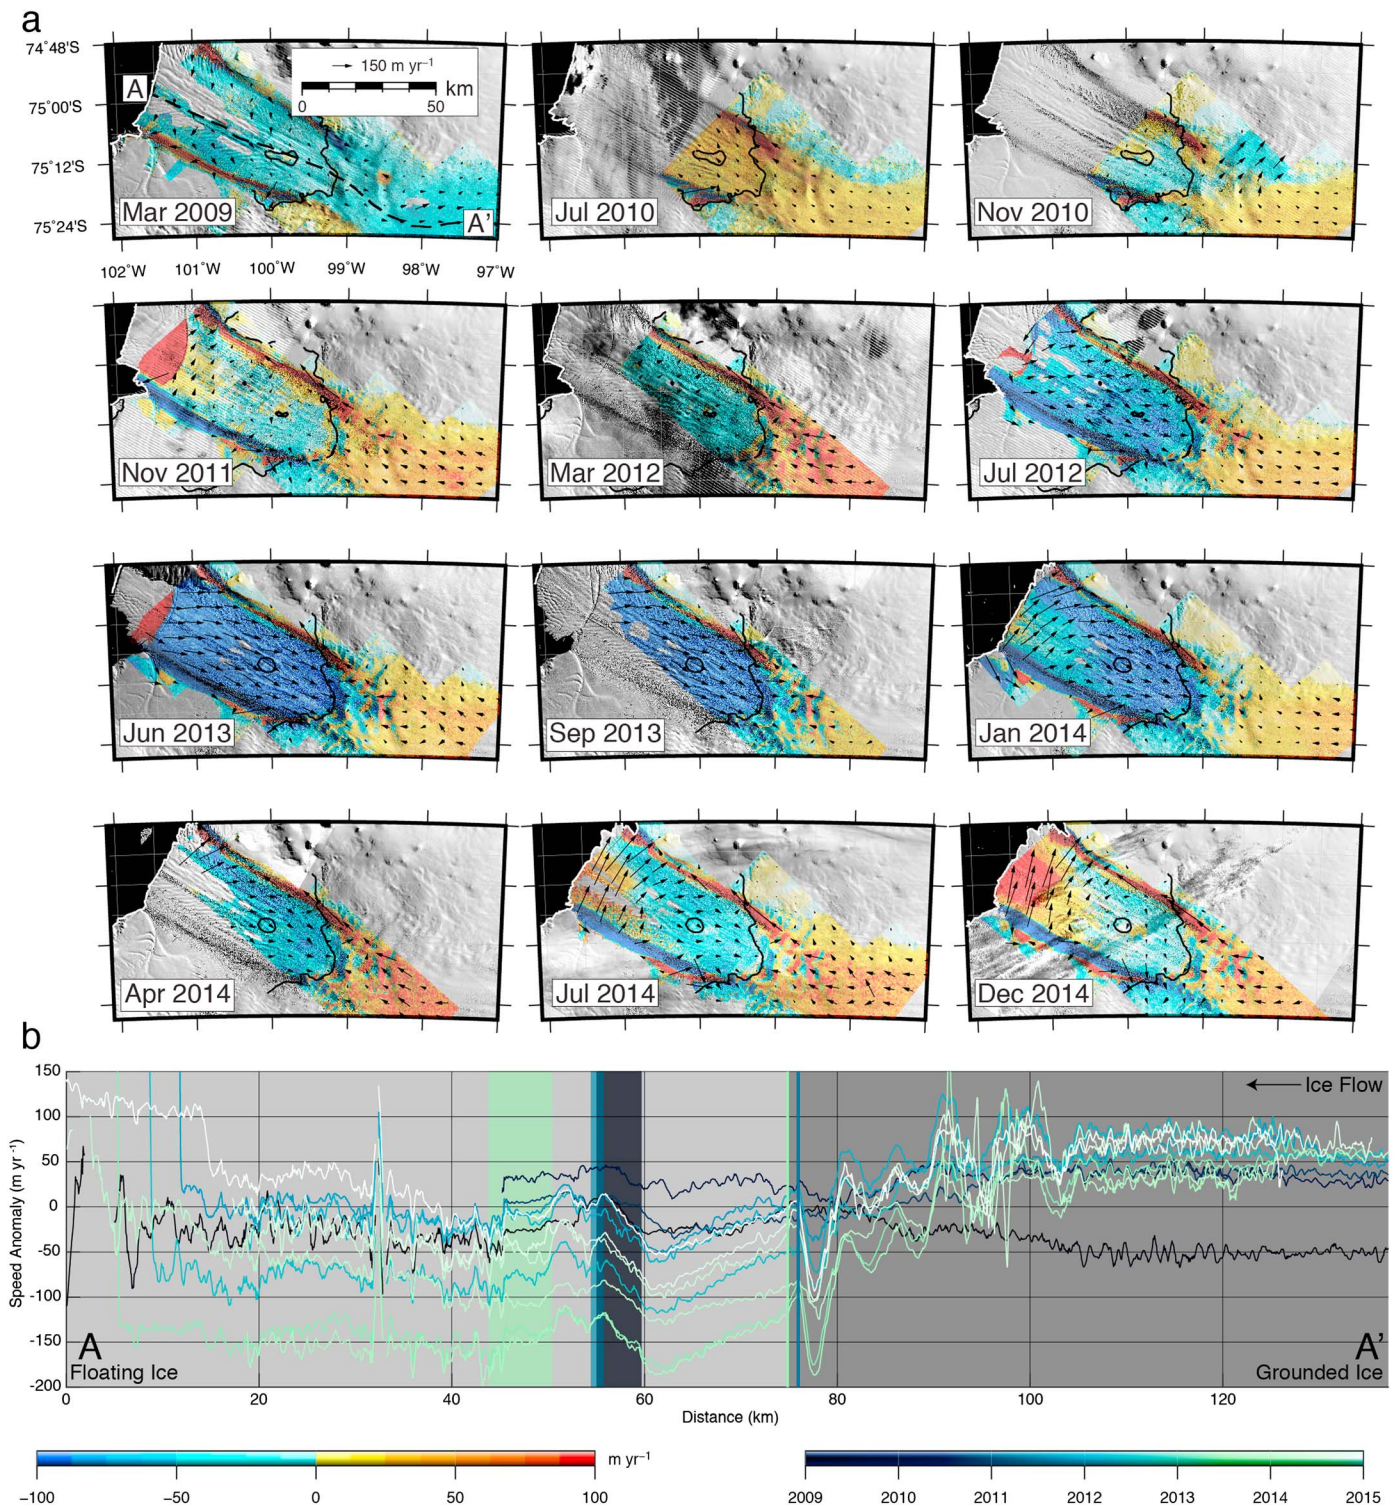 a
74˚48'S
75˚00'S
75˚12'S
75˚24'S
A
150 m yr⁻¹
km
0
50
Mar 2009
A'
Jul 2010
Nov 2010
102˚W
101˚W
100˚W
99˚W
98˚W
97˚W
Nov 2011
Mar 2012
Jul 2012
Jun 2013
Sep 2013
Jan 2014
Apr 2014
Jul 2014
Dec 2014
b
150
100
50
0
-50
-100
-150
-200
Speed Anomaly (m yr⁻¹)
Ice Flow
A
Floating Ice
A'
Grounded Ice
0
20
40
60
80
100
120
Distance (km)
m yr⁻¹
−100
−50
0
50
100
2009
2010
2011
2012
2013
2014
2015